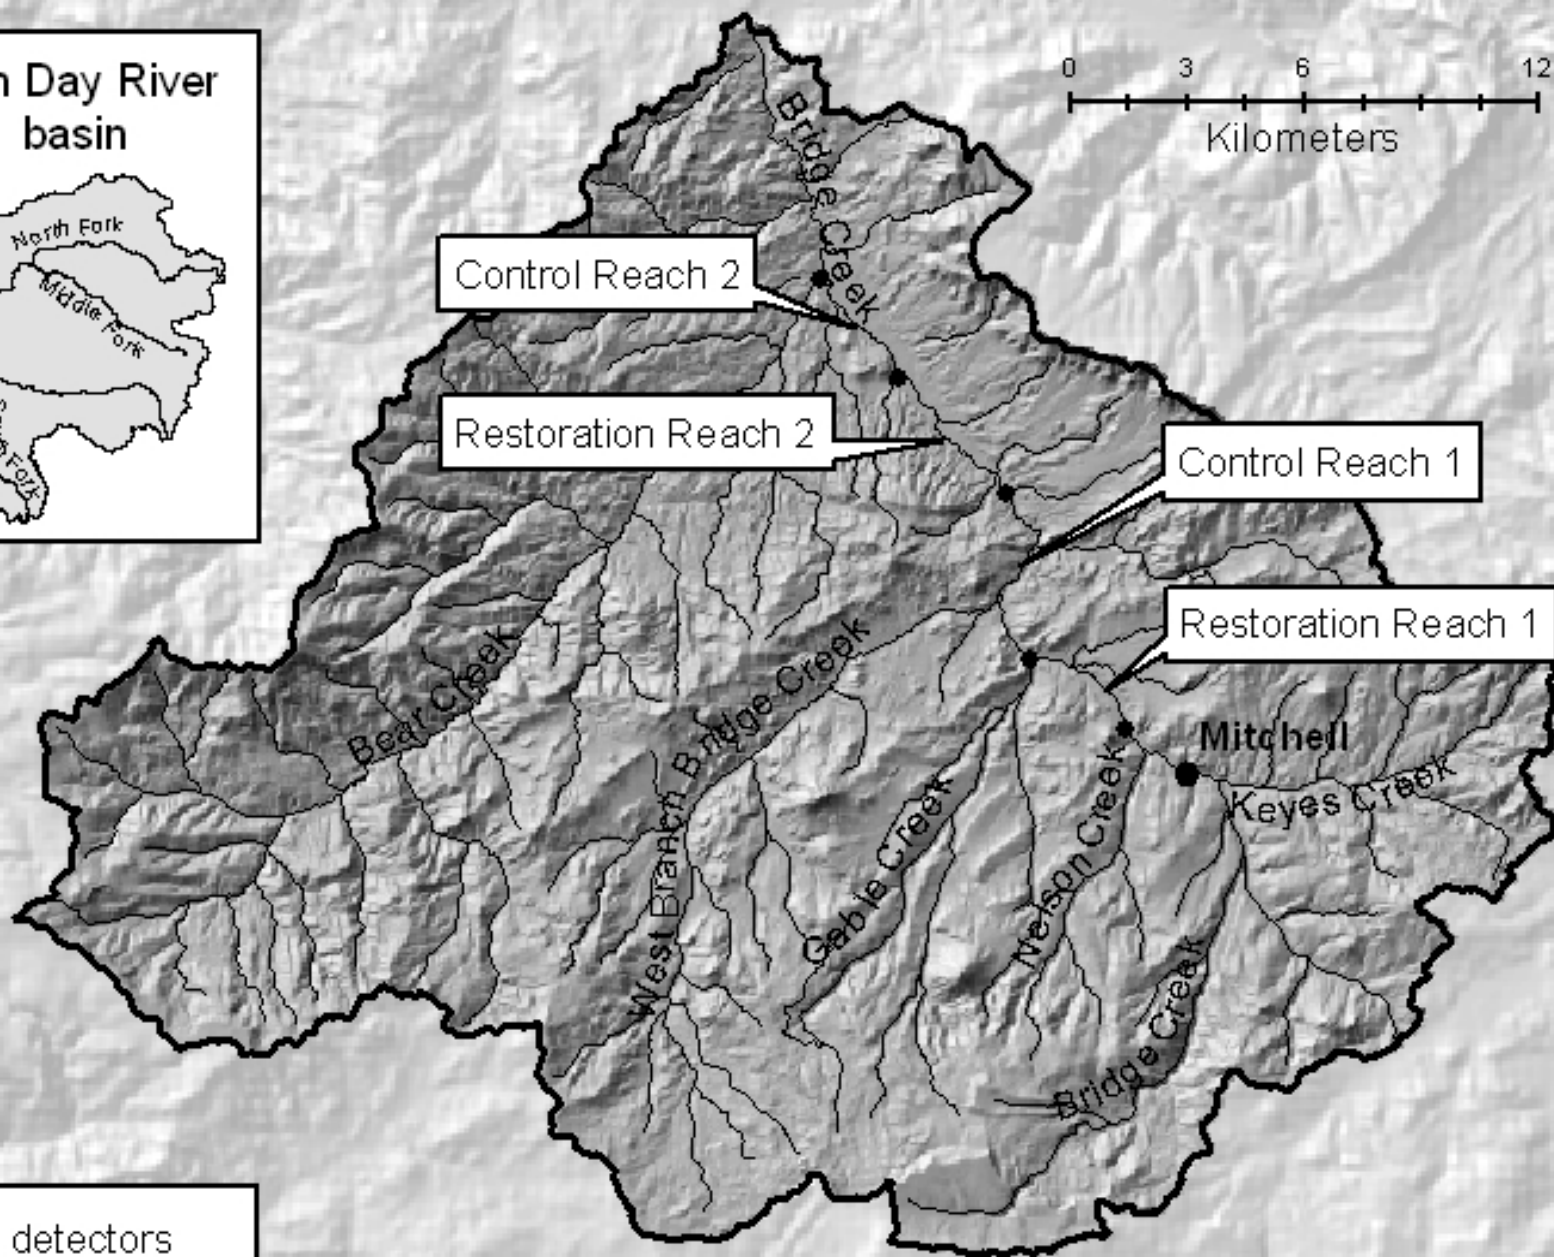 Day River
basin
North Fork
Middle Fork
Fork
0 3 6 12
Kilometers
Bridge Creek
Control Reach 2
Restoration Reach 2
Control Reach 1
Restoration Reach 1
Mitchell
Keyes Creek
Bear Creek
West Branch Bridge Creek
Gable Creek
Nelson Creek
Bridge Creek
detectors